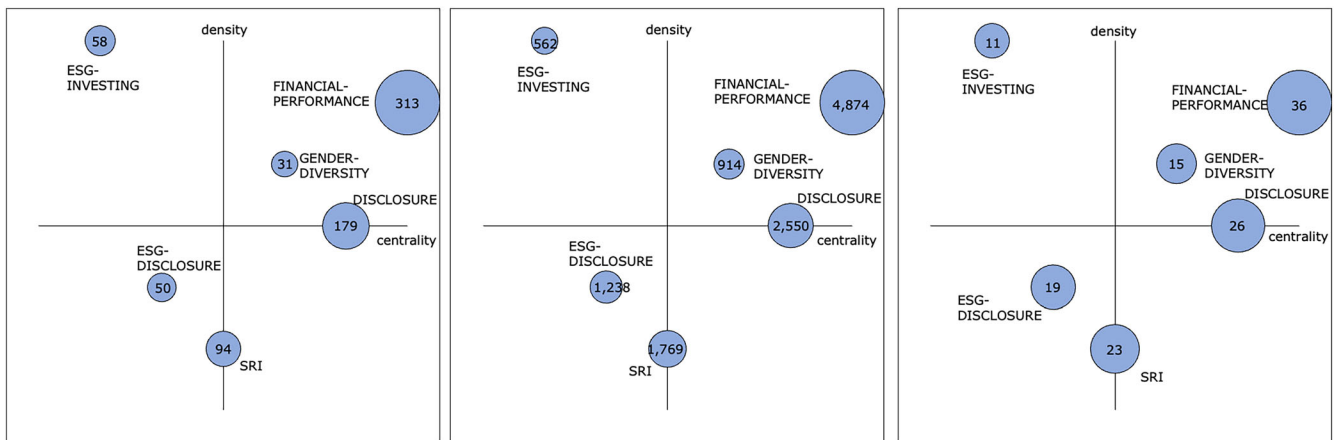 density
58
ESG-
INVESTING
FINANCIAL-
PERFORMANCE
313
31
GENDER-
DIVERSITY
DISCLOSURE
179
centrality
ESG-
DISCLOSURE
50
94
SRI
density
562
ESG-
INVESTING
FINANCIAL-
PERFORMANCE
4,874
914
GENDER-
DIVERSITY
DISCLOSURE
2,550
centrality
ESG-
DISCLOSURE
1,238
1,769
SRI
density
11
ESG-
INVESTING
FINANCIAL-
PERFORMANCE
36
15
GENDER-
DIVERSITY
DISCLOSURE
26
centrality
19
ESG-
DISCLOSURE
23
SRI